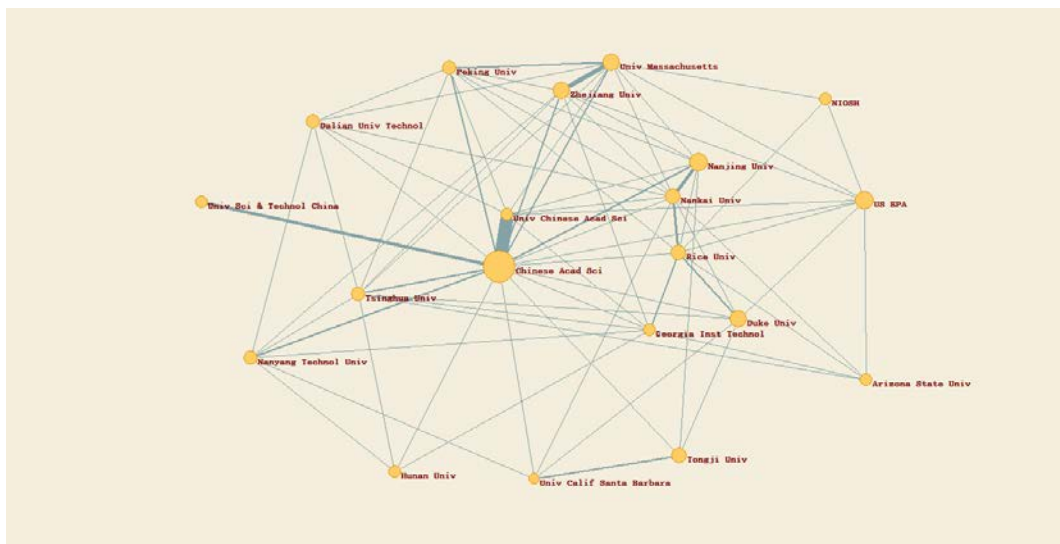 Peking Univ
Univ Massachusetts
Zhejiang Univ
NIOSH
Dalian Univ Technol
Nanjing Univ
Nankai Univ
US EPA
Univ Sci & Technol China
Univ Chinese Acad Sci
Rice Univ
Chinese Acad Sci
Tsinghua Univ
Duke Univ
Georgia Inst Technol
Nanyang Technol Univ
Arizona State Univ
Tongji Univ
Hunan Univ
Univ Calif Santa Barbara